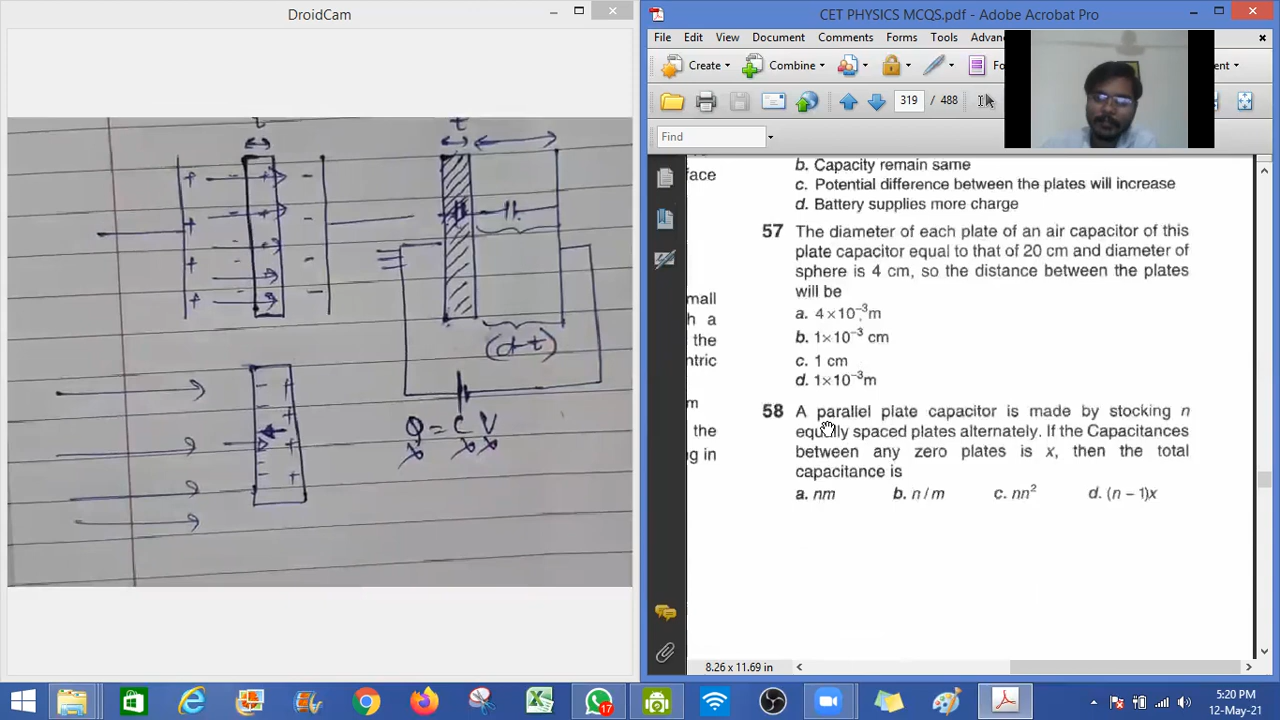 DroidCam
t
t
(d-t)
Q = C V
CET PHYSICS MCQS.pdf - Adobe Acrobat Pro
File Edit View Document Comments Forms Tools
Create Combine
319 / 488
Find
face
mall
h a
the
ntric
m
the
ng in
b. Capacity remain same
c. Potential difference between the plates will increase
d. Battery supplies more charge
57 The diameter of each plate of an air capacitor of this
plate capacitor equal to that of 20 cm and diameter of
sphere is 4 cm, so the distance between the plates
will be
a. 4×10⁻³m
b. 1×10⁻³ cm
c. 1 cm
d. 1×10⁻³m
58 A parallel plate capacitor is made by stocking n
equally spaced plates alternately. If the Capacitances
between any zero plates is x, then the total
capacitance is
a. nm b. n/m c. nn² d. (n − 1)x
8.26 x 11.69 in
17
5:20 PM
12-May-21